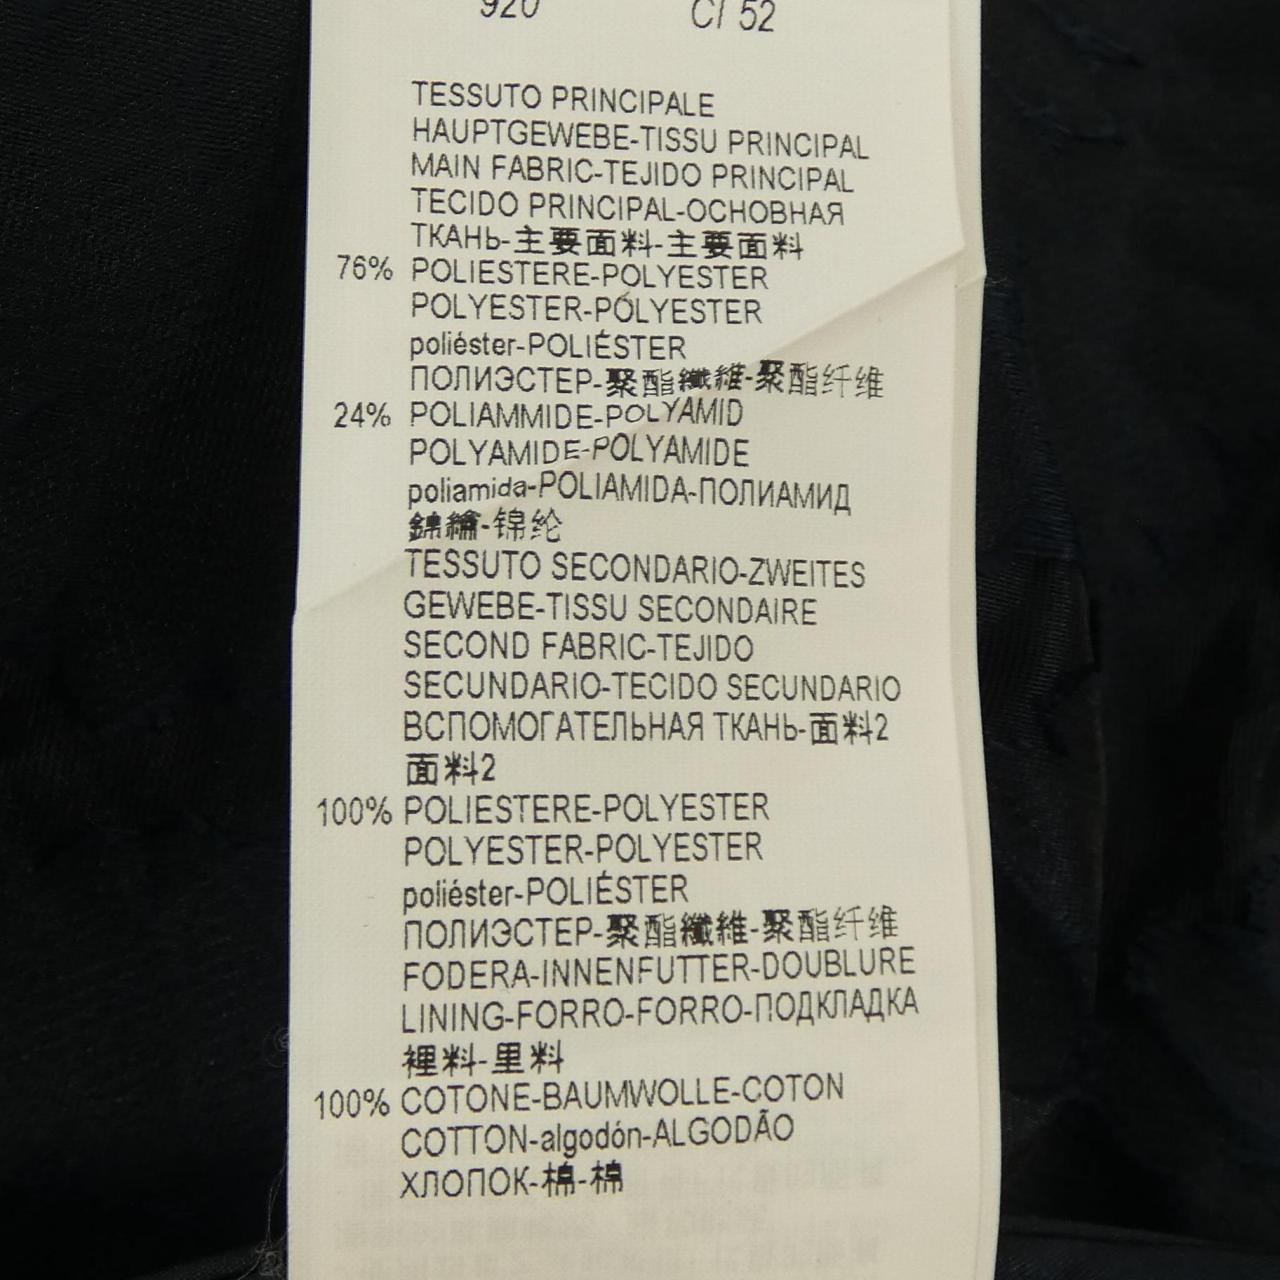 920 CI 52
TESSUTO PRINCIPALE
HAUPTGEWEBE-TISSU PRINCIPAL
MAIN FABRIC-TEJIDO PRINCIPAL
TECIDO PRINCIPAL-ОСНОВНАЯ
ТКАНЬ-主要面料-主要面料
76% POLIESTERE-POLYESTER
POLYESTER-POLYESTER
poliéster-POLIÉSTER
ПОЛИЭСТЕР-聚酯纖維-聚酯纤维
24% POLIAMMIDE-POLYAMID
POLYAMIDE-POLYAMIDE
poliamida-POLIAMIDA-ПОЛИАМИД
錦綸-锦纶
TESSUTO SECONDARIO-ZWEITES
GEWEBE-TISSU SECONDAIRE
SECOND FABRIC-TEJIDO
SECUNDARIO-TECIDO SECUNDARIO
ВСПОМОГАТЕЛЬНАЯ ТКАНЬ-面料2
面料2
100% POLIESTERE-POLYESTER
POLYESTER-POLYESTER
poliéster-POLIÉSTER
ПОЛИЭСТЕР-聚酯纖維-聚酯纤维
FODERA-INNENFUTTER-DOUBLURE
LINING-FORRO-FORRO-ПОДКЛАДКА
裡料-里料
100% COTONE-BAUMWOLLE-COTON
COTTON-algodón-ALGODÃO
ХЛОПОК-棉-棉